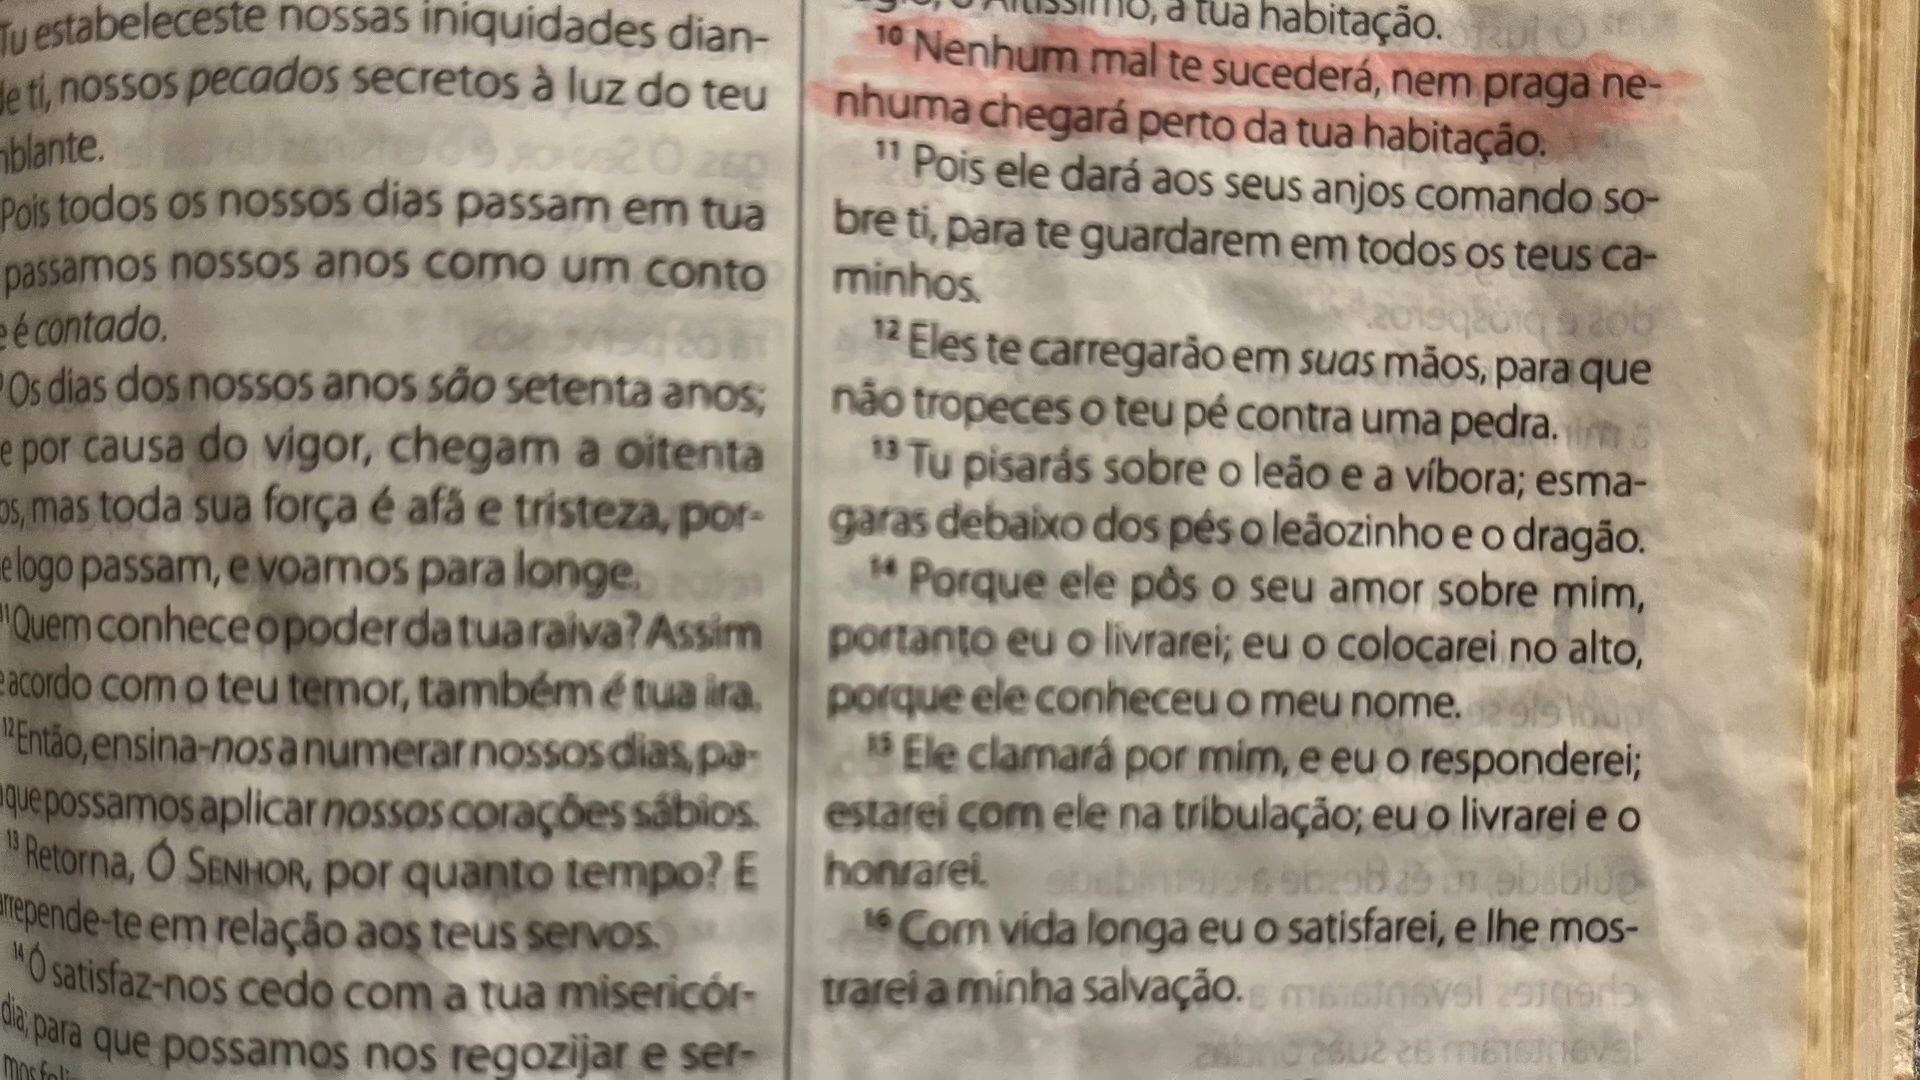 Tu estabeleceste nossas iniquidades dian-
de ti, nossos pecados secretos à luz do teu
mblante.
Pois todos os nossos dias passam em tua
passamos nossos anos como um conto
e é contado.
Os dias dos nossos anos são setenta anos;
e por causa do vigor, chegam a oitenta
os, mas toda sua força é afã e tristeza, por-
e logo passam, e voamos para longe.
11 Quem conhece o poder da tua raiva? Assim
e acordo com o teu temor, também é tua ira.
12 Então, ensina-nos a numerar nossos dias, pa-
que possamos aplicar nossos corações sábios.
13 Retorna, Ó SENHOR, por quanto tempo? E
arrepende-te em relação aos teus servos.
14 Ó satisfaz-nos cedo com a tua misericór-
dia; para que possamos nos regozijar e ser-
Altíssimo, a tua habitação.
10 Nenhum mal te sucederá, nem praga ne-
nhuma chegará perto da tua habitação.
11 Pois ele dará aos seus anjos comando so-
bre ti, para te guardarem em todos os teus ca-
minhos.
12 Eles te carregarão em suas mãos, para que
não tropeces o teu pé contra uma pedra.
13 Tu pisarás sobre o leão e a víbora; esma-
garas debaixo dos pés o leãozinho e o dragão.
14 Porque ele pôs o seu amor sobre mim,
portanto eu o livrarei; eu o colocarei no alto,
porque ele conheceu o meu nome.
15 Ele clamará por mim, e eu o responderei;
estarei com ele na tribulação; eu o livrarei e o
honrarei.
16 Com vida longa eu o satisfarei, e lhe mos-
trarei a minha salvação.